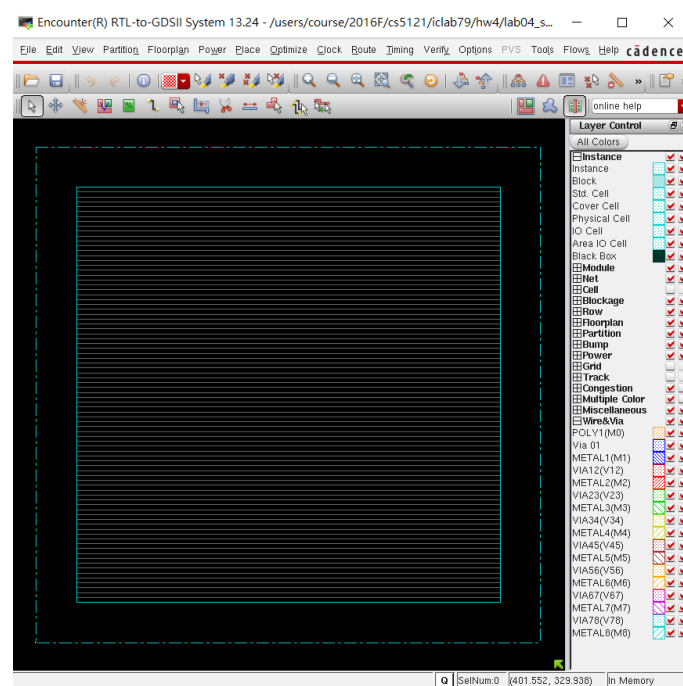 Encounter(R) RTL-to-GDSII System 13.24 - /users/course/2016F/cs5121/iclab79/hw4/lab04_s...
File Edit View Partition Floorplan Power Place Optimize Clock Route Timing Verify Options PVS Tools Flows Help cādence
online help
Layer Control
All Colors
Instance
Instance
Block
Std. Cell
Cover Cell
Physical Cell
IO Cell
Area IO Cell
Black Box
Module
Net
Cell
Blockage
Row
Floorplan
Partition
Bump
Power
Grid
Track
Congestion
Multiple Color
Miscellaneous
Wire&Via
POLY1(M0)
Via 01
METAL1(M1)
VIA12(V12)
METAL2(M2)
VIA23(V23)
METAL3(M3)
VIA34(V34)
METAL4(M4)
VIA45(V45)
METAL5(M5)
VIA56(V56)
METAL6(M6)
VIA67(V67)
METAL7(M7)
VIA78(V78)
METAL8(M8)
Q SelNum:0 (401.552, 329.938) In Memory